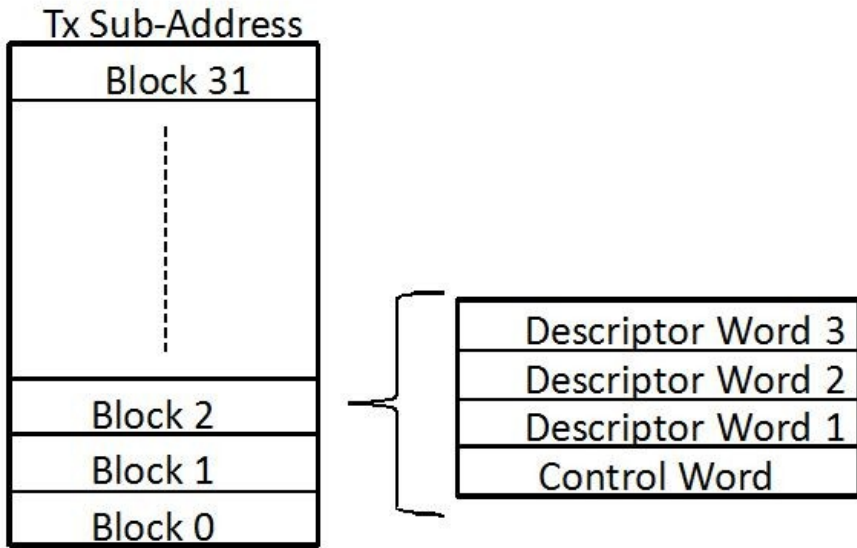 Tx Sub-Address
Block 31
Block 2
Block 1
Block 0
Descriptor Word 3
Descriptor Word 2
Descriptor Word 1
Control Word